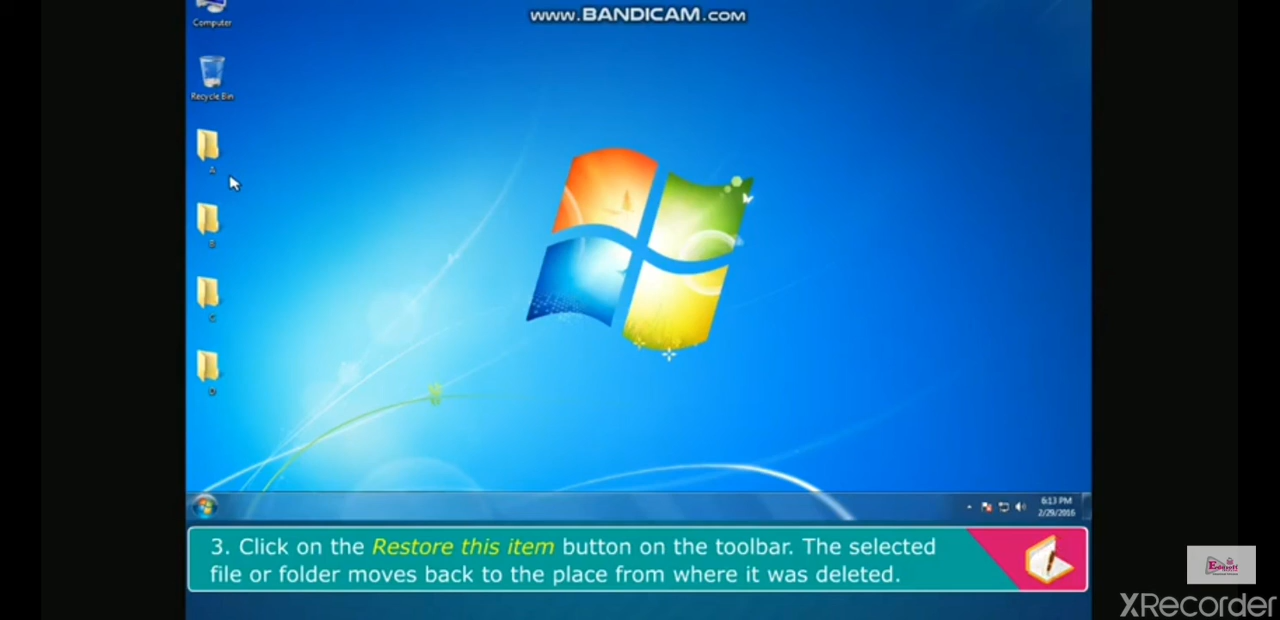 www.BANDICAM.com
Computer
Recycle Bin
A
6:13 PM
2/29/2016
3. Click on the Restore this item button on the toolbar. The selected
file or folder moves back to the place from where it was deleted.
XRecorder